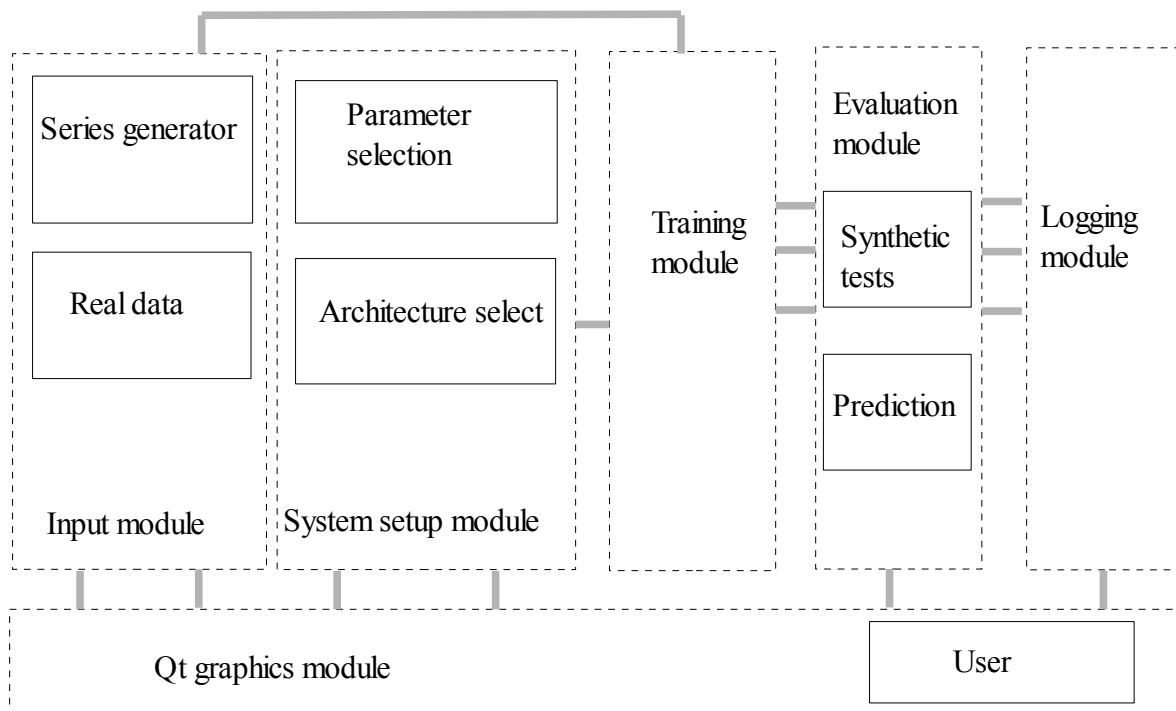 Series generator
Real data
Input module
Parameter
selection
Architecture select
System setup module
Training
module
Evaluation
module
Synthetic
tests
Prediction
Logging
module
Qt graphics module
User